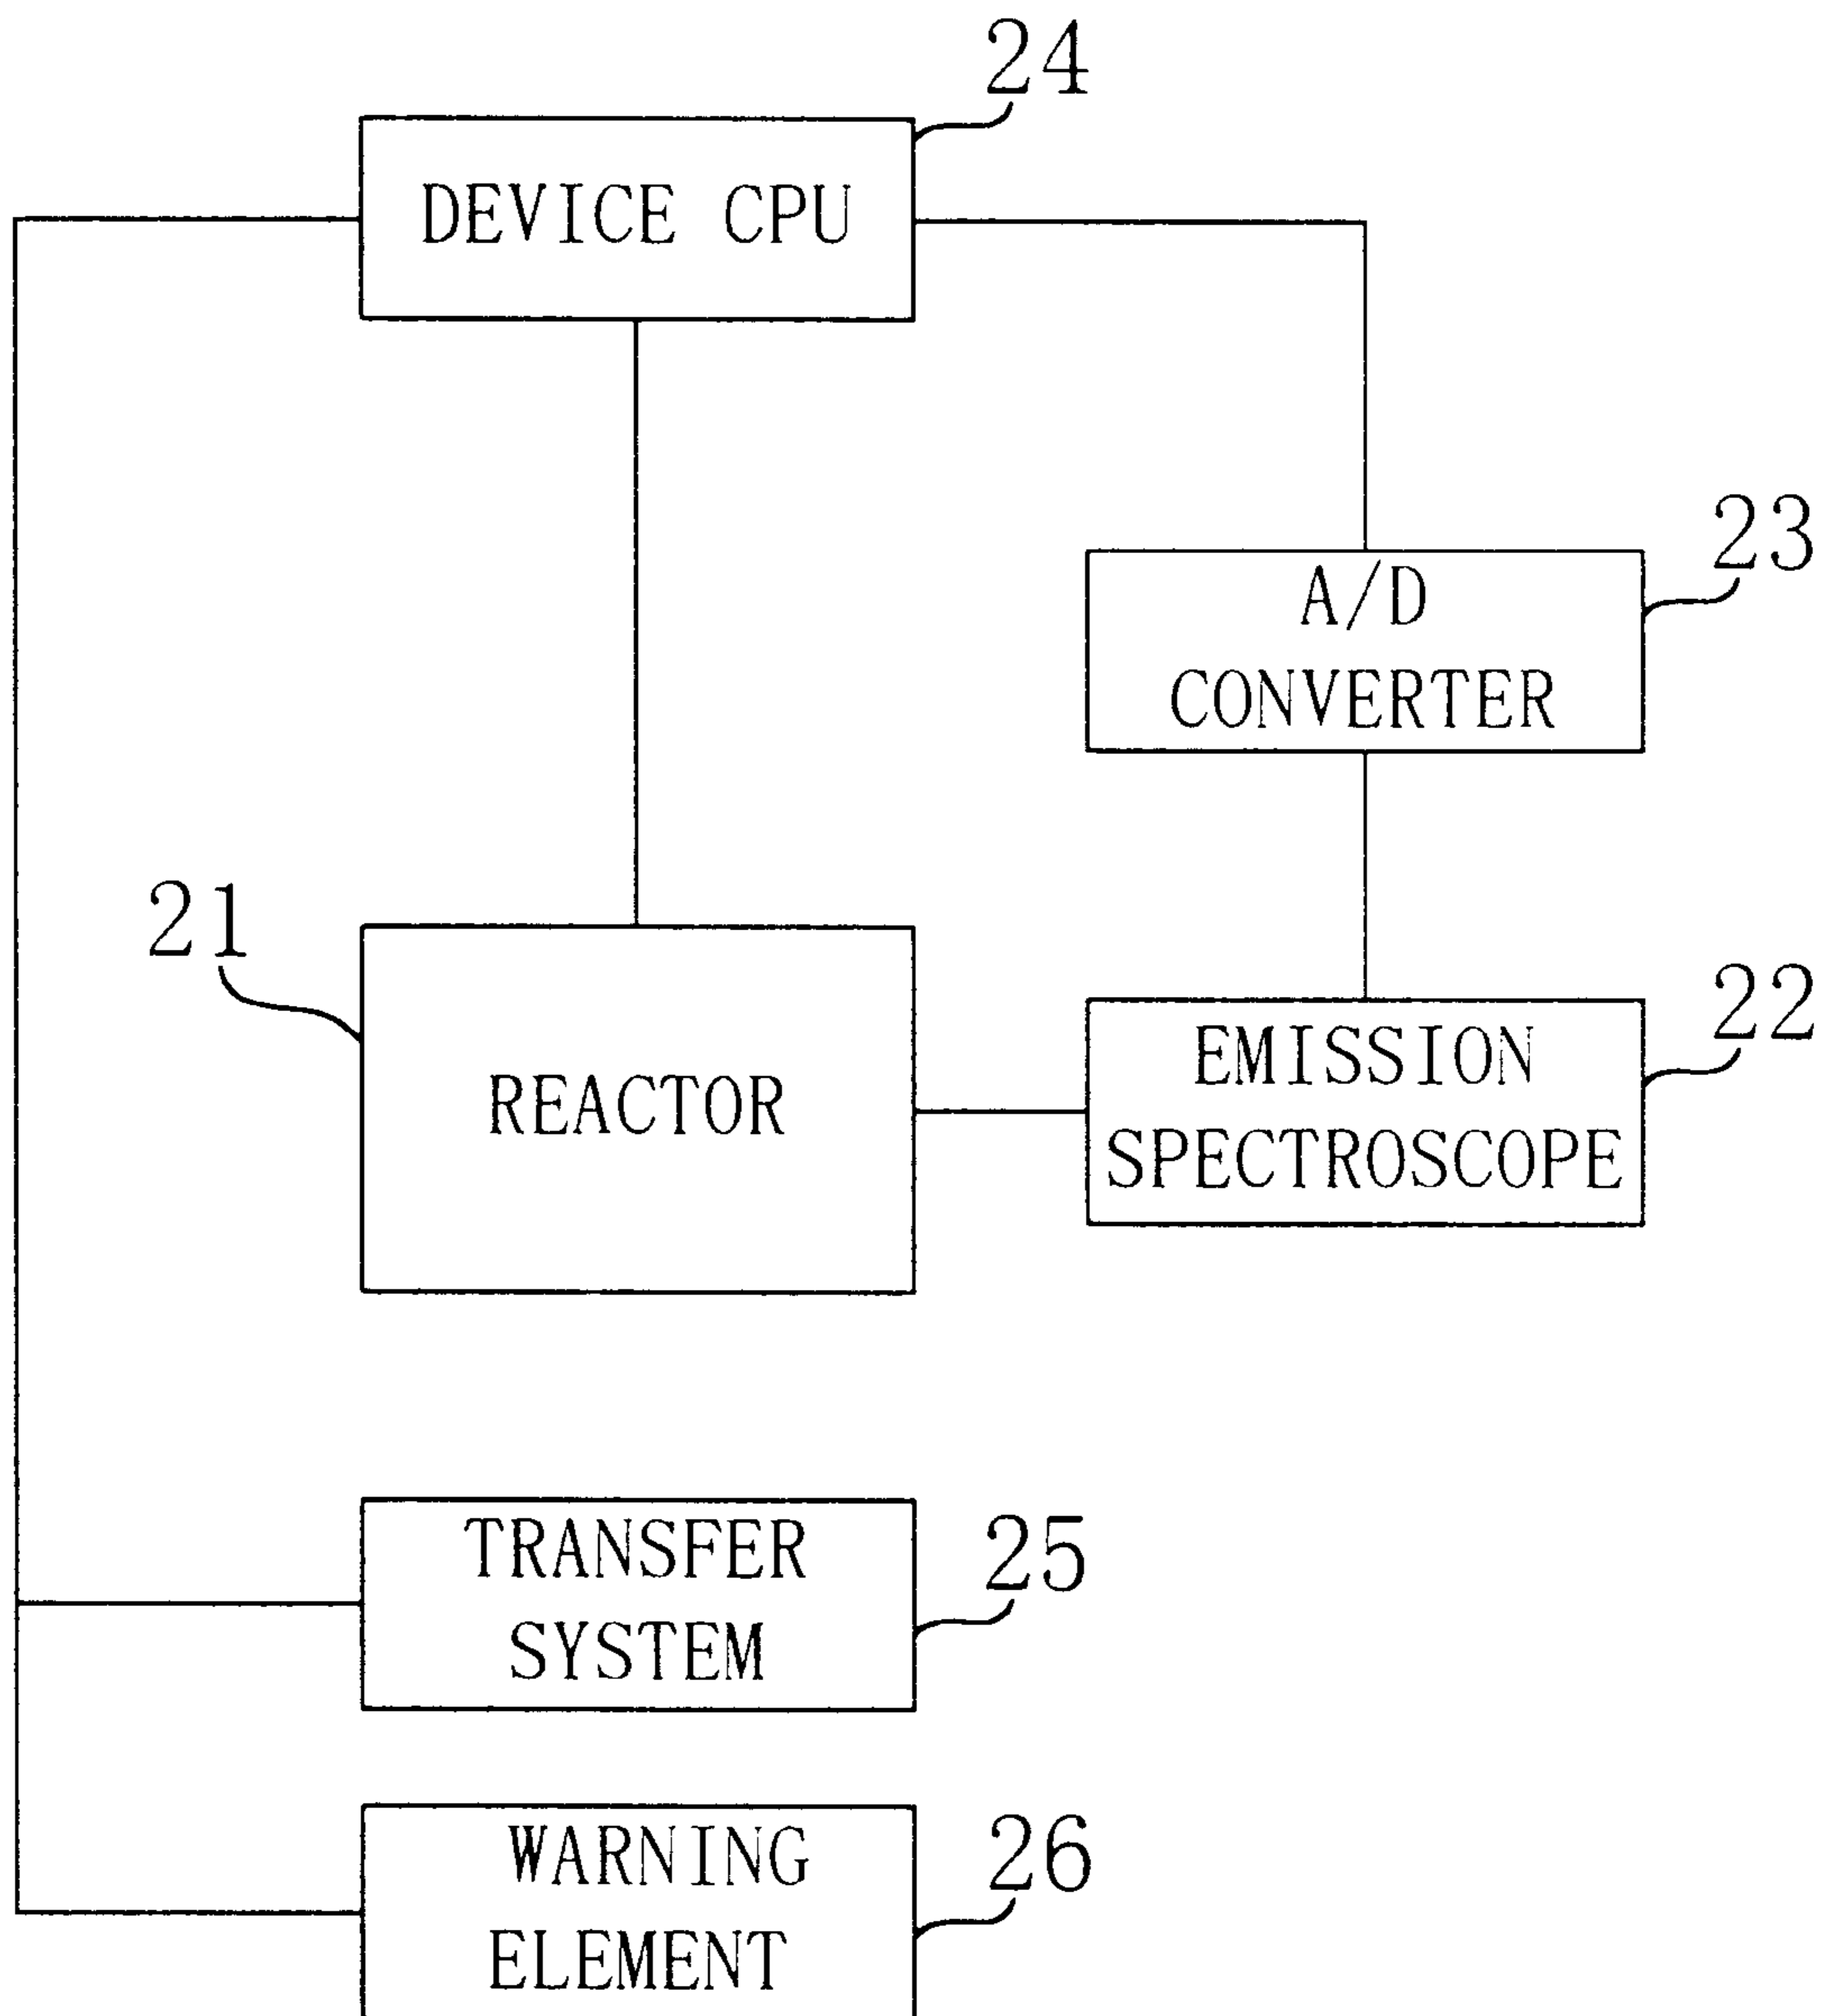 24
DEVICE CPU
23
A/D
CONVERTER
21
REACTOR
22
EMISSION
SPECTROSCOPE
25
TRANSFER
SYSTEM
26
WARNING
ELEMENT